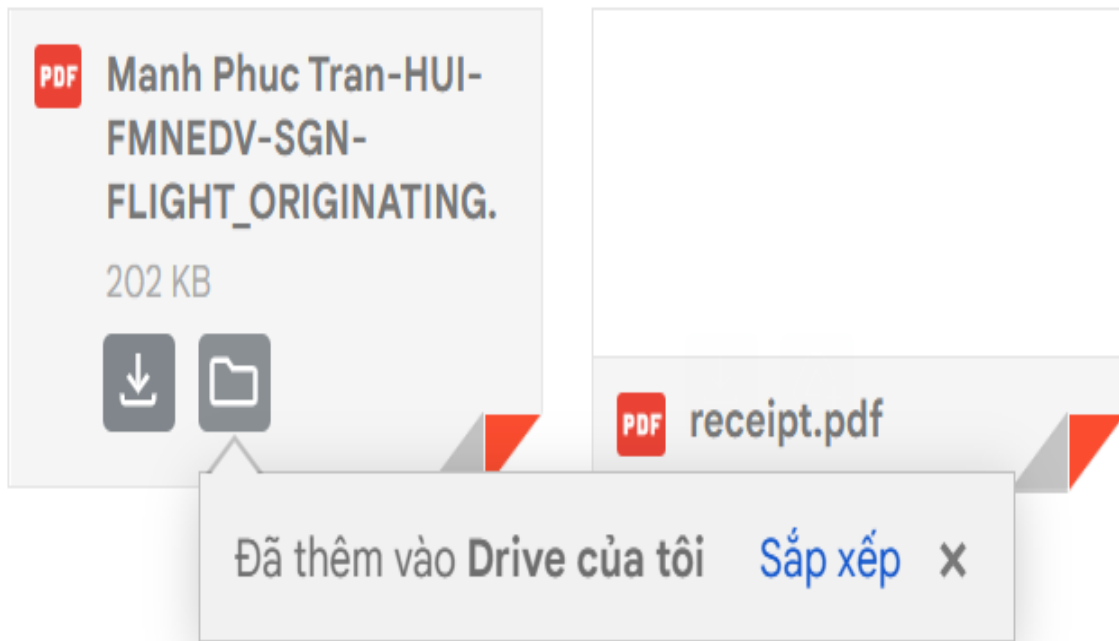 PDF
Manh Phuc Tran-HUI-
FMNEDV-SGN-
FLIGHT_ORIGINATING.
202 KB
PDF
receipt.pdf
Đã thêm vào Drive của tôi
Sắp xếp